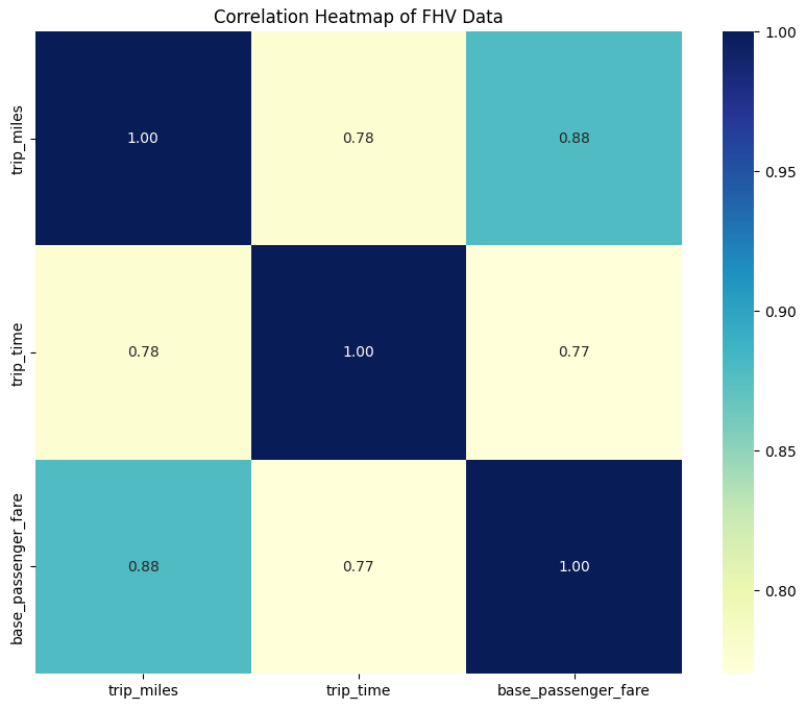 Correlation Heatmap of FHV Data
trip_miles
1.00
0.78
0.88
trip_time
0.78
1.00
0.77
base_passenger_fare
0.88
0.77
1.00
trip_miles
trip_time
base_passenger_fare
1.00
0.95
0.90
0.85
0.80